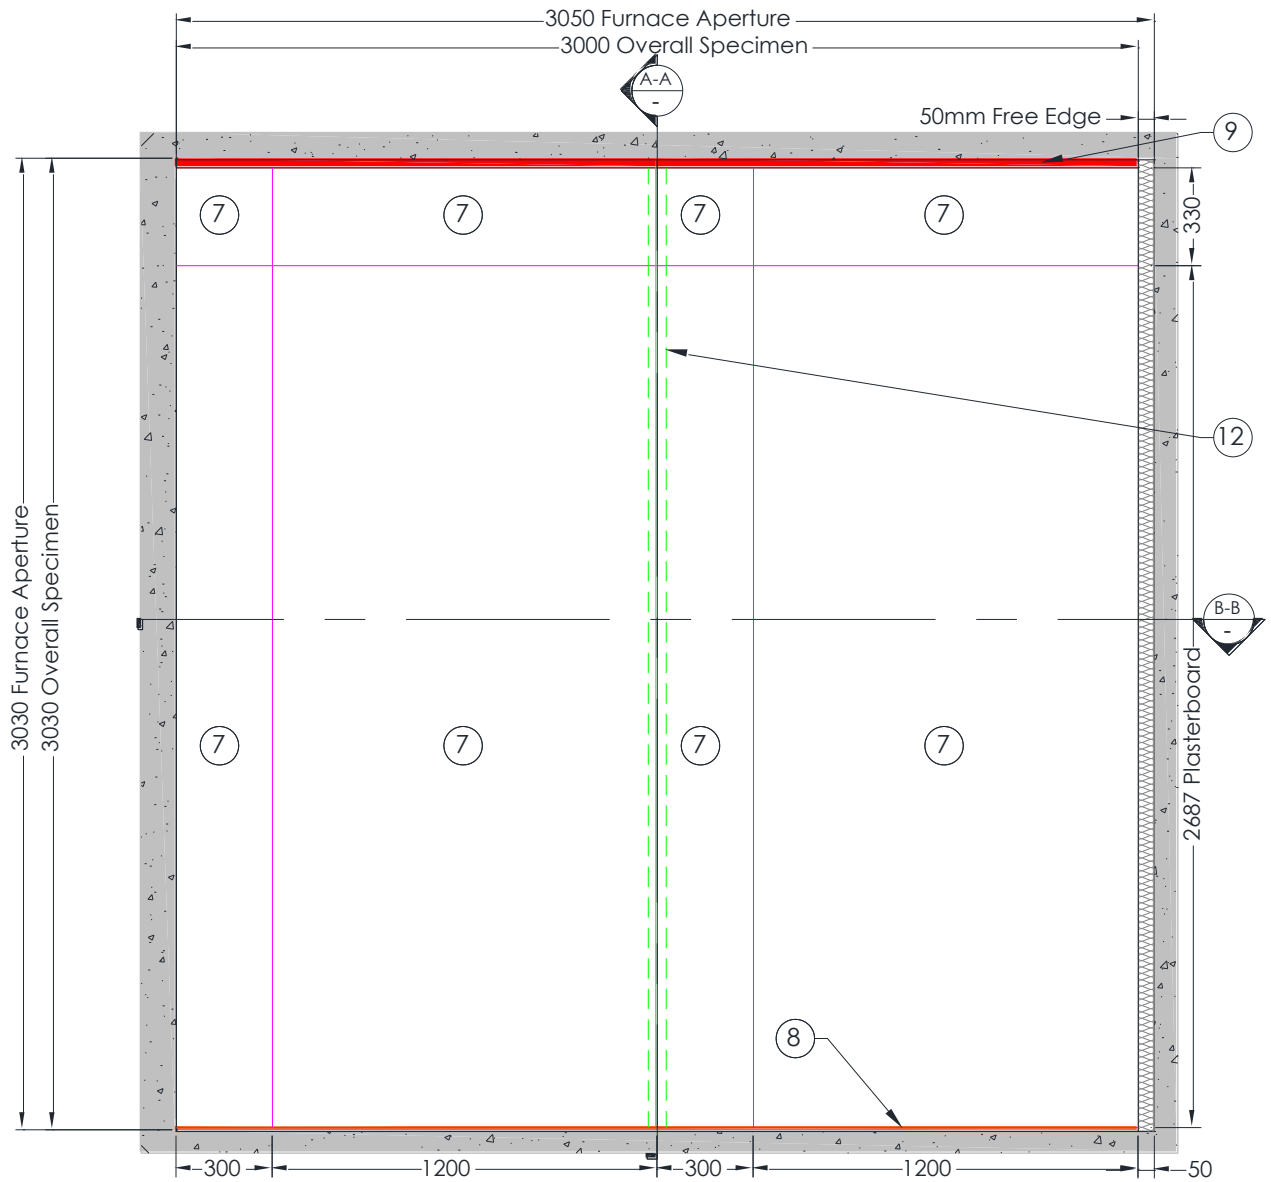 3050 Furnace Aperture
3000 Overall Specimen
A-A
-
50mm Free Edge
9
7
7
7
7
330
12
3030 Furnace Aperture
3030 Overall Specimen
B-B
-
2687 Plasterboard
7
7
7
7
8
300
1200
300
1200
50